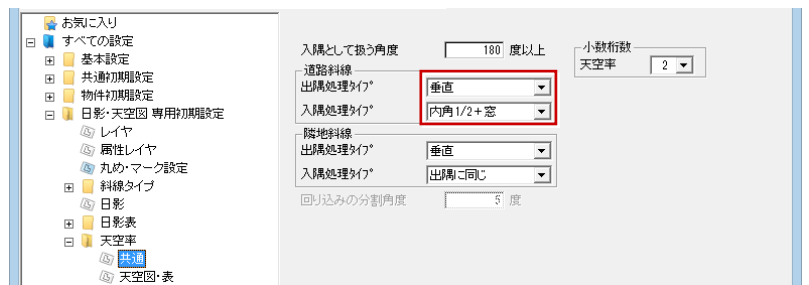 お気に入り
すべての設定
基本設定
共通初期設定
物件初期設定
日影・天空図 専用初期設定
レイヤ
属性レイヤ
丸め・マーク設定
斜線タイプ
日影
日影表
天空率
共通
天空図・表
入隅として扱う角度 180 度以上
道路斜線
出隅処理ﾀｲﾌﾟ 垂直
入隅処理ﾀｲﾌﾟ 内角1/2+窓
隣地斜線
出隅処理ﾀｲﾌﾟ 垂直
入隅処理ﾀｲﾌﾟ 出隅に同じ
回り込みの分割角度 5 度
小数桁数
天空率 2